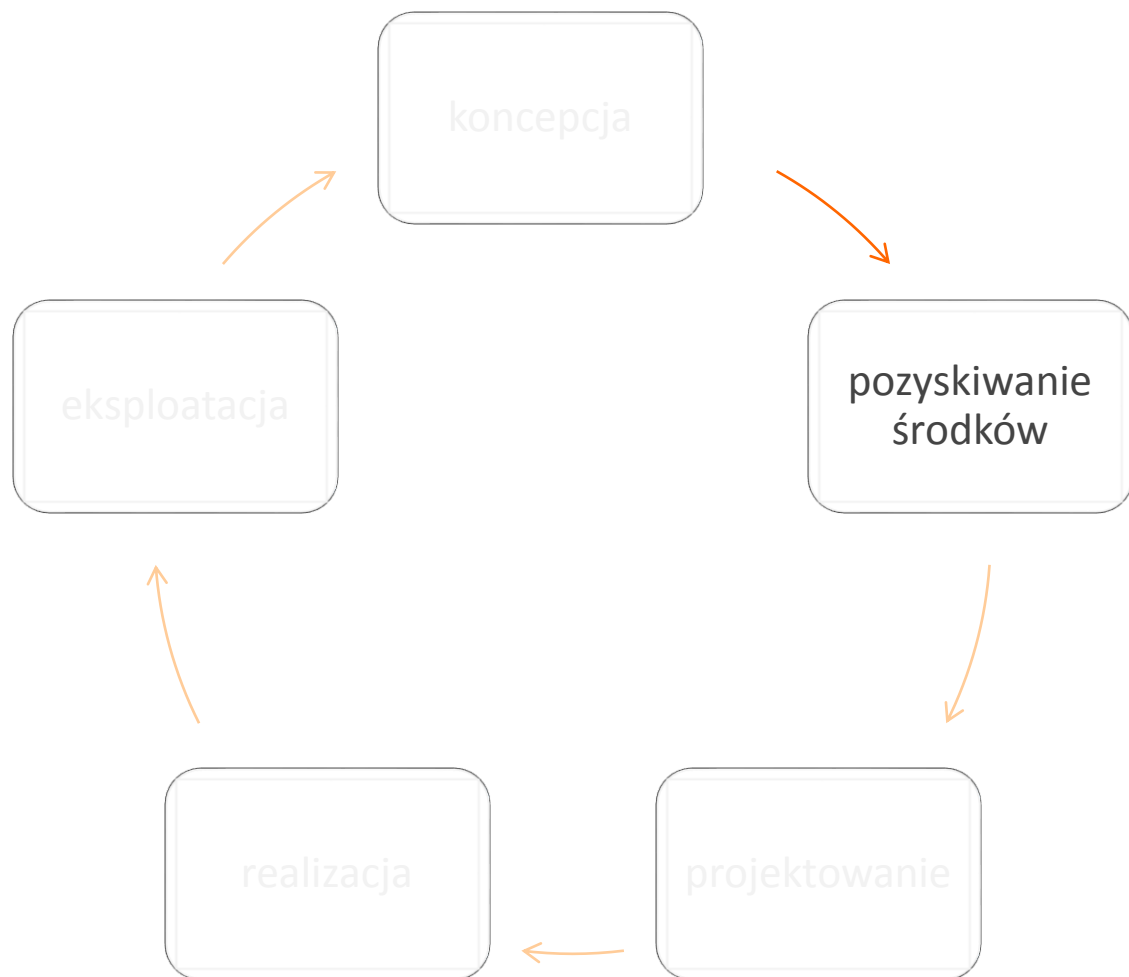 koncepcja
pozyskiwanie
środków
projektowanie
realizacja
eksploatacja